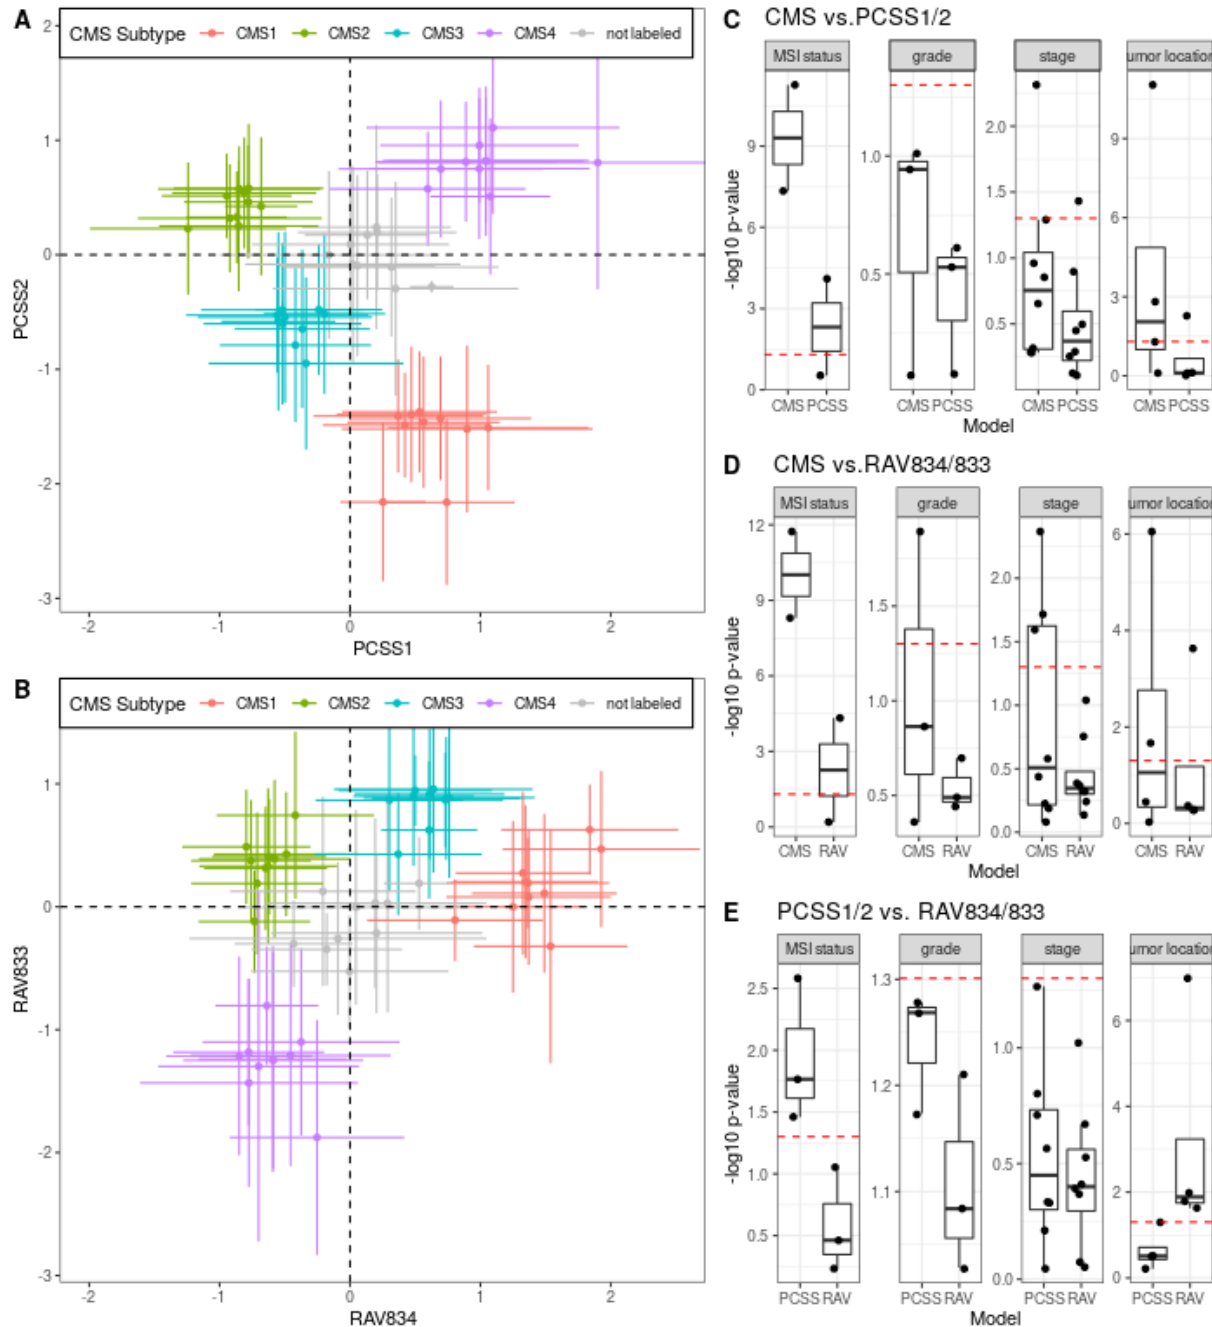 A
CMS Subtype CMS1 CMS2 CMS3 CMS4 not labeled
2
1
0
-1
-2
-3
PCSS2
-2 -1 0 1 2
PCSS1
B
CMS Subtype CMS1 CMS2 CMS3 CMS4 not labeled
1
0
-1
-2
-3
RAV833
-2 -1 0 1 2
RAV834
C CMS vs.PCSS1/2
MSI status grade stage umor location
-log10 p-value
9
6
3
0
1.0
0.5
2.0
1.5
1.0
0.5
9
6
3
0
CMS PCSS CMS PCSS CMS PCSS CMS PCSS
Model
D CMS vs.RAV834/833
MSI status grade stage umor location
-log10 p-value
12
9
6
3
0
1.5
1.0
0.5
2.0
1.5
1.0
0.5
0.0
6
4
2
0
CMS RAV CMS RAV CMS RAV CMS RAV
Model
E PCSS1/2 vs. RAV834/833
MSI status grade stage umor location
-log10 p-value
2.5
2.0
1.5
1.0
0.5
1.3
1.2
1.1
1.0
0.5
0.0
6
4
2
0
PCSS RAV PCSS RAV PCSS RAV PCSS RAV
Model